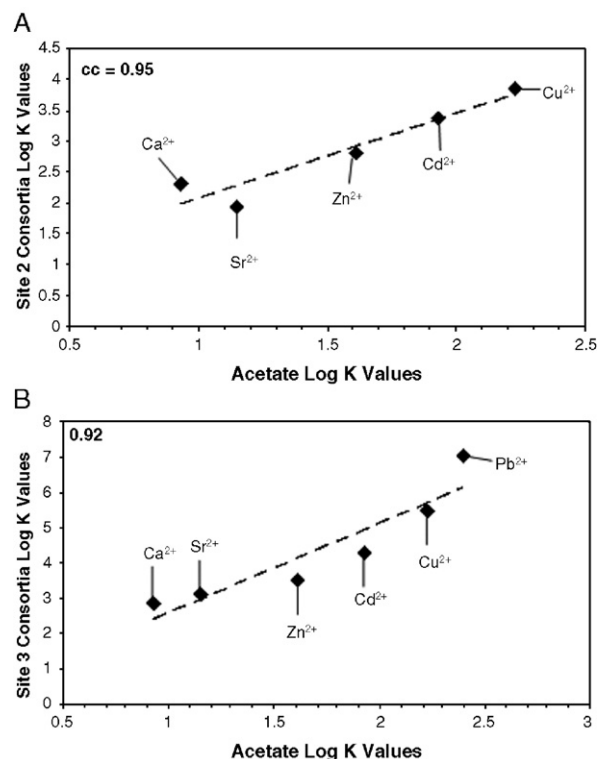 A
cc = 0.95
Site 2 Consortia Log K Values
4.5
4
3.5
3
2.5
2
1.5
1
0.5
0
Ca²⁺
Sr²⁺
Zn²⁺
Cd²⁺
Cu²⁺
0.5 1 1.5 2 2.5
Acetate Log K Values
B
0.92
Site 3 Consortia Log K Values
8
7
6
5
4
3
2
1
0
Ca²⁺
Sr²⁺
Zn²⁺
Cd²⁺
Cu²⁺
Pb²⁺
0.5 1 1.5 2 2.5 3
Acetate Log K Values